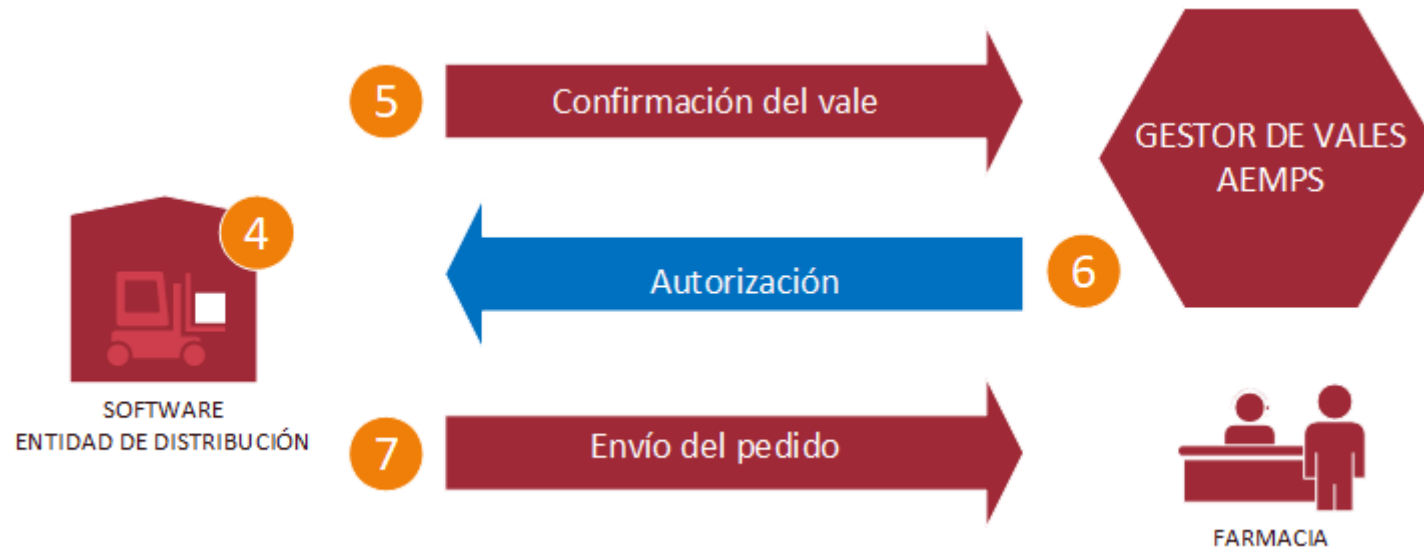 5
Confirmación del vale
GESTOR DE VALES
AEMPS
4
Autorización
6
SOFTWARE
ENTIDAD DE DISTRIBUCIÓN
7
Envío del pedido
FARMACIA